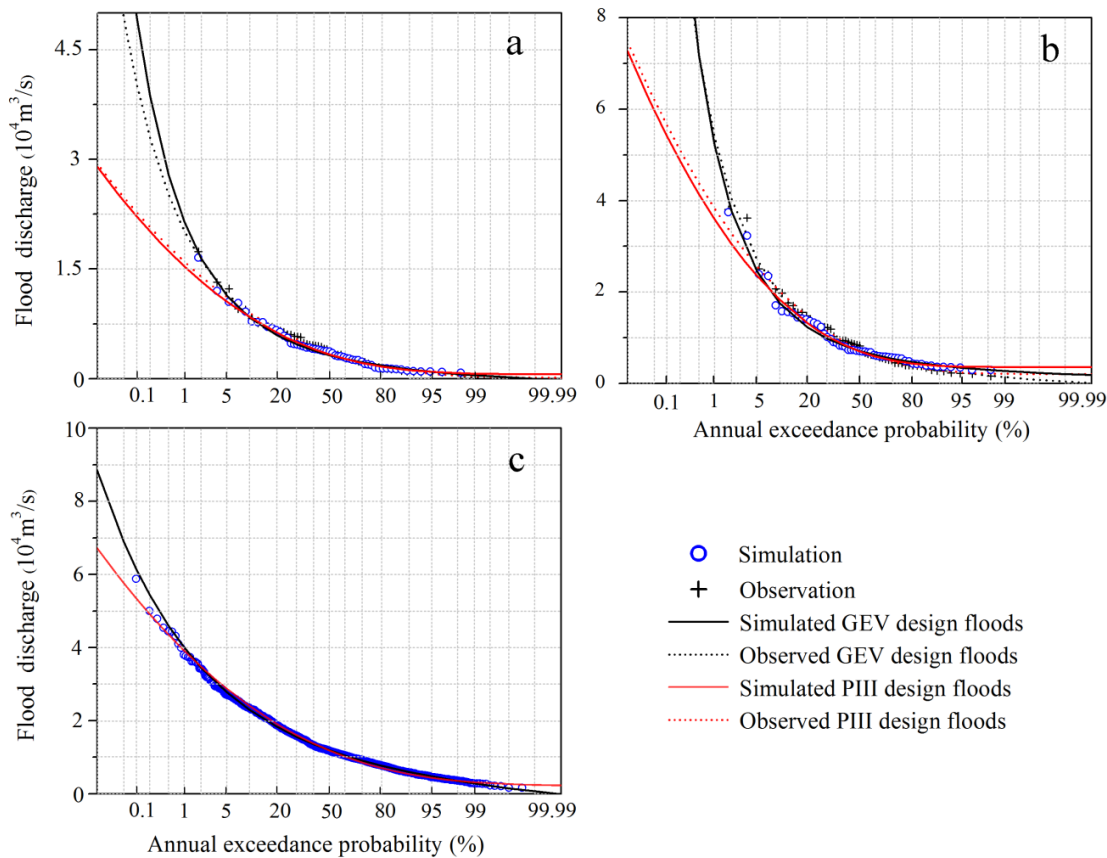 a
4.5
3
1.5
0
0.1 1 5 20 50 80 95 99 99.99
Flood discharge (10⁴m³/s)
b
8
6
4
2
0
0.1 1 5 20 50 80 95 99 99.99
Annual exceedance probability (%)
c
10
8
6
4
2
0
0.1 1 5 20 50 80 95 99 99.99
Flood discharge (10⁴m³/s)
Annual exceedance probability (%)
Simulation
Observation
Simulated GEV design floods
Observed GEV design floods
Simulated PIII design floods
Observed PIII design floods